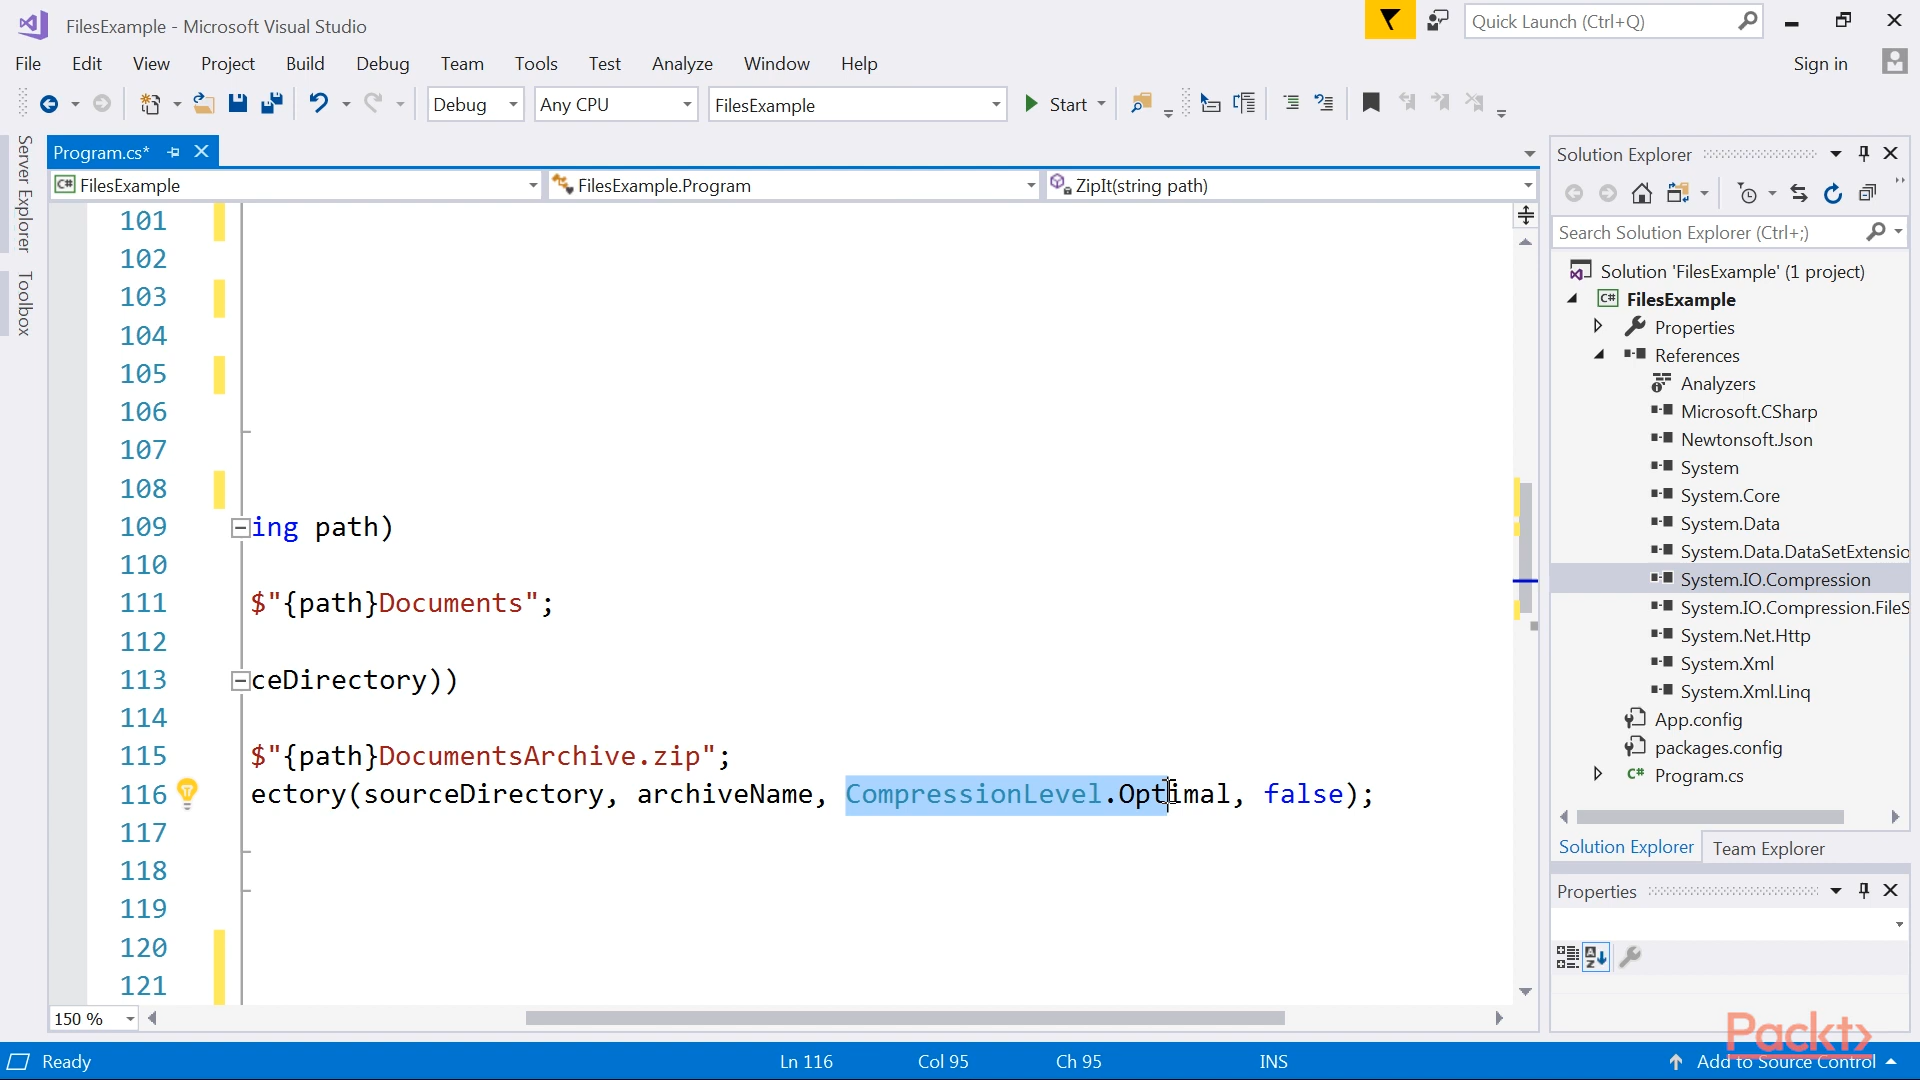 FilesExample - Microsoft Visual Studio
Quick Launch (Ctrl+Q)
File Edit View Project Build Debug Team Tools Test Analyze Window Help
Sign in
Debug Any CPU FilesExample Start
Server Explorer
Toolbox
Program.cs*
FilesExample FilesExample.Program ZipIt(string path)
101
102
103
104
105
106
107
108
109 ing path)
110
111 $"{path}Documents";
112
113 ceDirectory))
114
115 $"{path}DocumentsArchive.zip";
116 ectory(sourceDirectory, archiveName, CompressionLevel.Optimal, false);
117
118
119
120
121
150 %
Solution Explorer
Search Solution Explorer (Ctrl+;)
Solution 'FilesExample' (1 project)
C# FilesExample
Properties
References
Analyzers
Microsoft.CSharp
Newtonsoft.Json
System
System.Core
System.Data
System.Data.DataSetExtensio
System.IO.Compression
System.IO.Compression.FileS
System.Net.Http
System.Xml
System.Xml.Linq
App.config
packages.config
C# Program.cs
Solution Explorer Team Explorer
Properties
Packt>
Ready Ln 116 Col 95 Ch 95 INS Add to Source Control